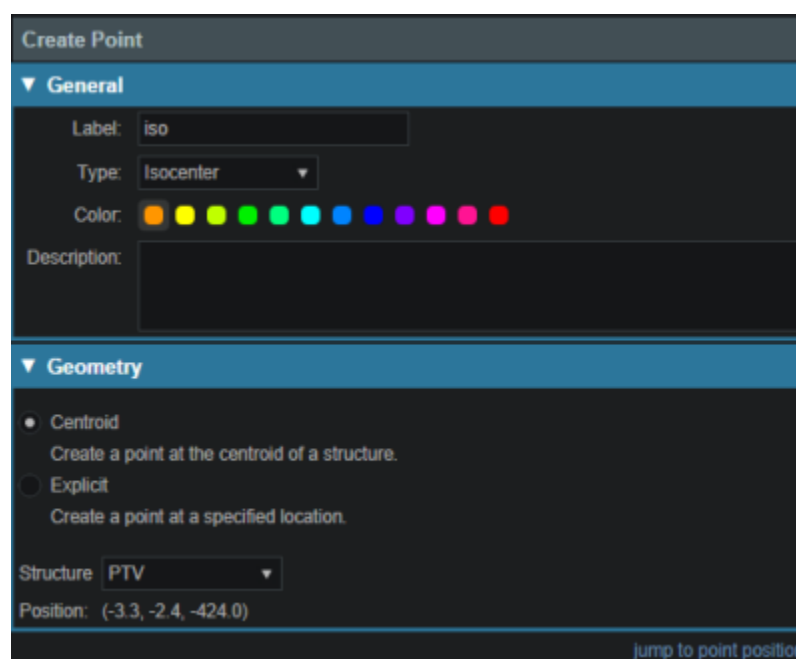 Create Point
General
Label: iso
Type: Isocenter
Color:
Description:
Geometry
Centroid
Create a point at the centroid of a structure.
Explicit
Create a point at a specified location.
Structure PTV
Position: (-3.3, -2.4, -424.0)
jump to point positio